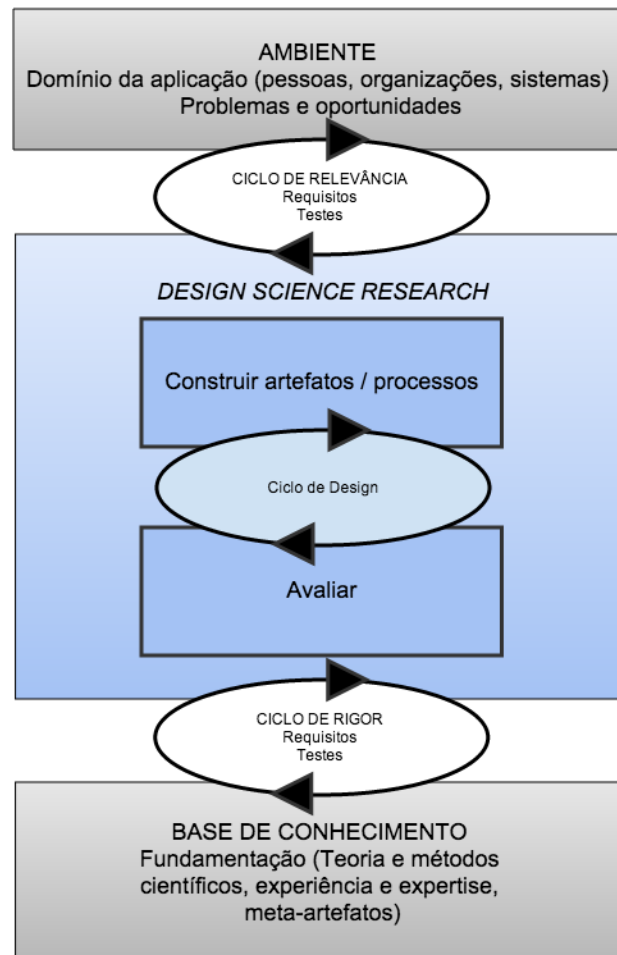 AMBIENTE
Domínio da aplicação (pessoas, organizações, sistemas)
Problemas e oportunidades
CICLO DE RELEVÂNCIA
Requisitos
Testes
DESIGN SCIENCE RESEARCH
Construir artefatos / processos
Ciclo de Design
Avaliar
CICLO DE RIGOR
Requisitos
Testes
BASE DE CONHECIMENTO
Fundamentação (Teoria e métodos
científicos, experiência e expertise,
meta-artefatos)